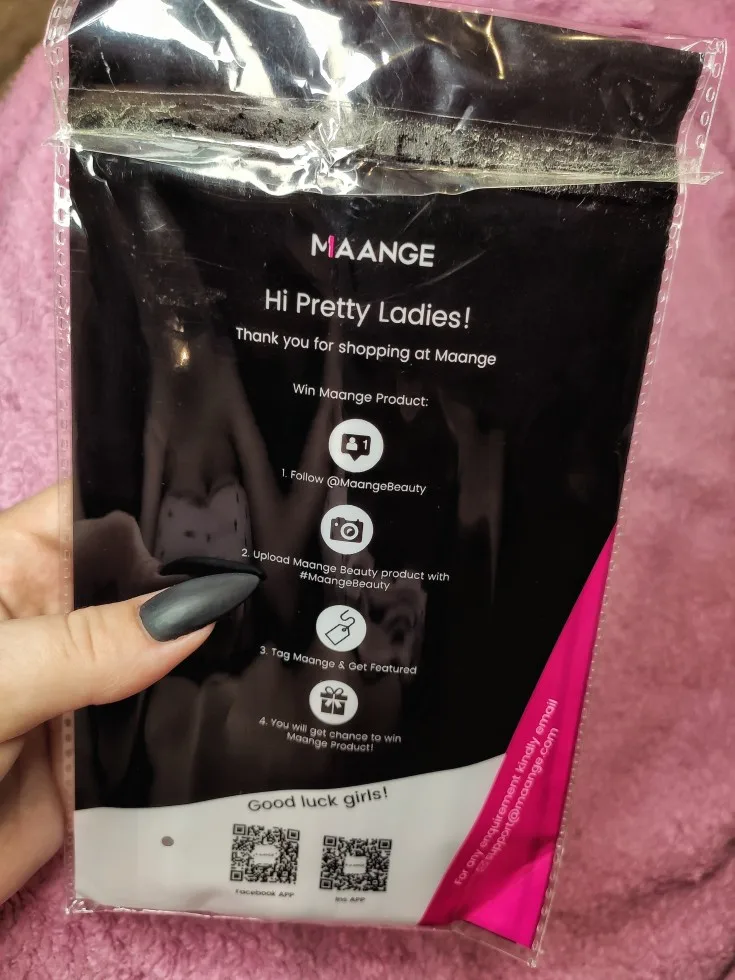 MAANGE
Hi Pretty Ladies!
Thank you for shopping at Maange
Win Maange Product:
1
1. Follow @MaangeBeauty
2. Upload Maange Beauty product with
#MaangeBeauty
3. Tag Maange & Get Featured
4. You will get chance to win
Maange Product!
Good luck girls!
Facebook APP
Ins APP
For any enquirement kindly email
support@maange.com